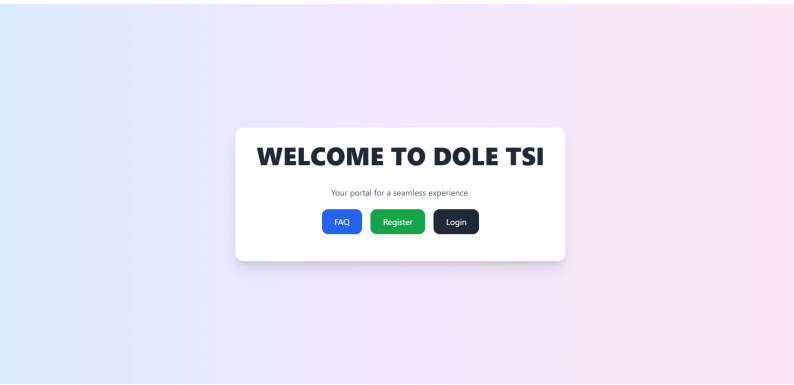 WELCOME TO DOLE TSI
Your portal for a seamless experience.
FAQ Register Login